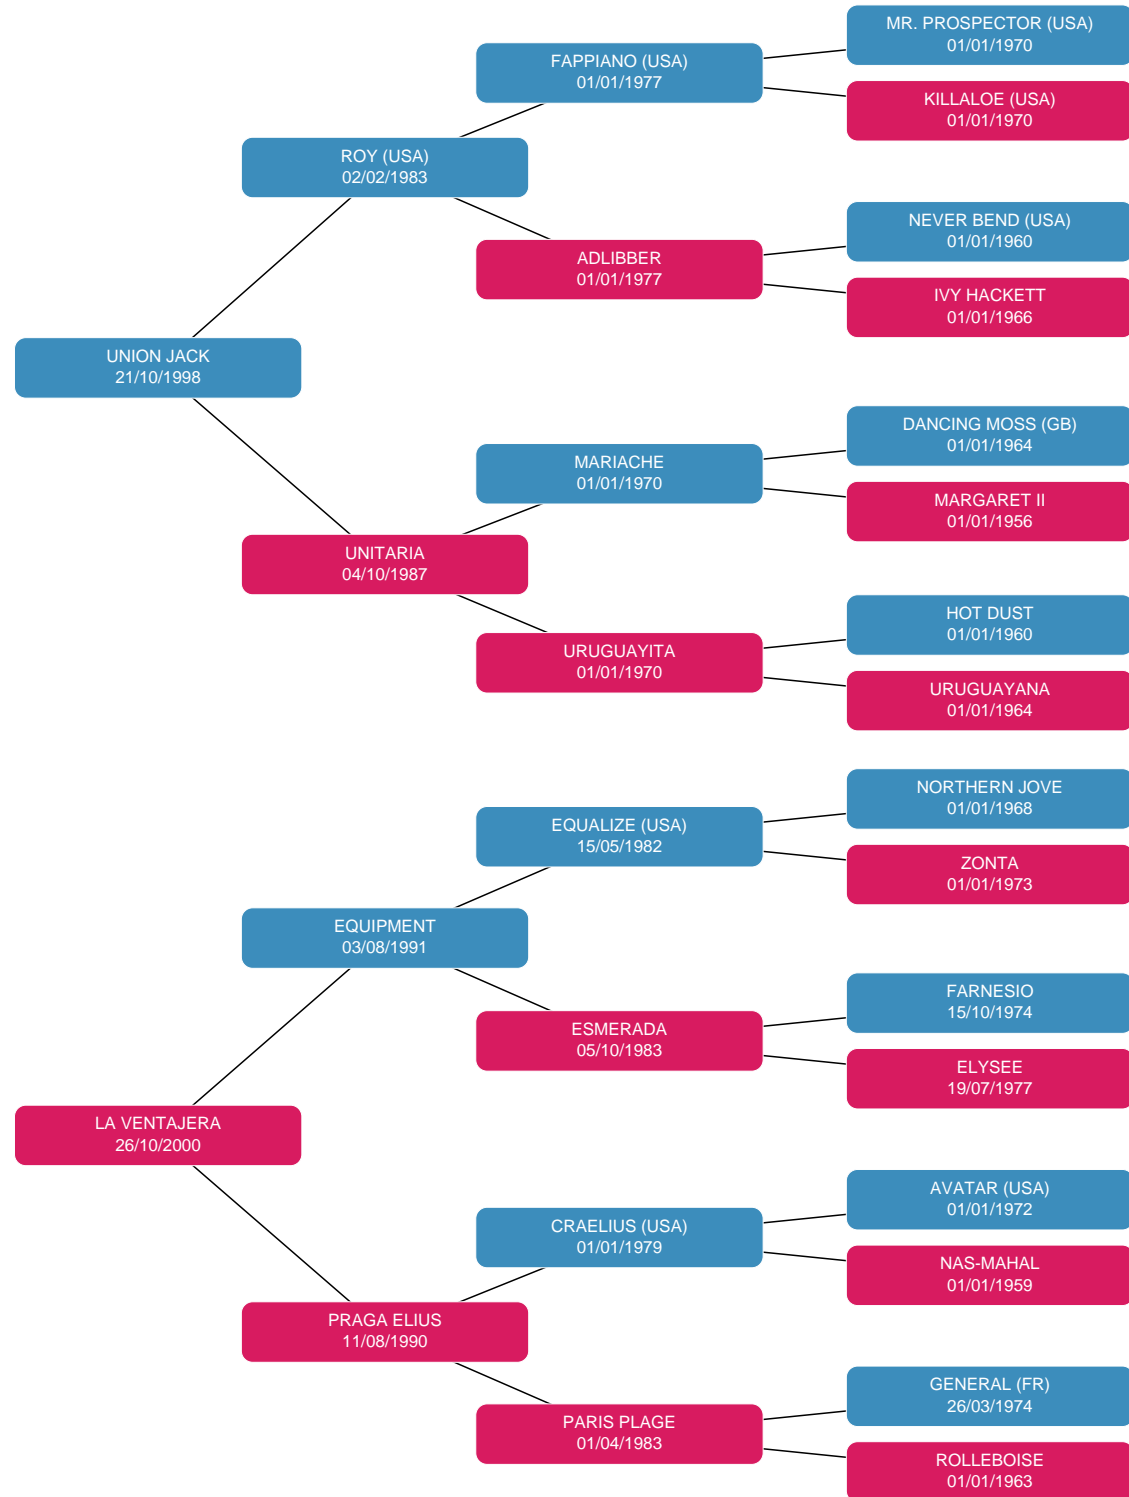 MR. PROSPECTOR (USA)
01/01/1970
FAPPIANO (USA)
01/01/1977
KILLALOE (USA)
01/01/1970
ROY (USA)
02/02/1983
NEVER BEND (USA)
01/01/1960
ADLIBBER
01/01/1977
IVY HACKETT
01/01/1966
UNION JACK
21/10/1998
DANCING MOSS (GB)
01/01/1964
MARIACHE
01/01/1970
MARGARET II
01/01/1956
UNITARIA
04/10/1987
HOT DUST
01/01/1960
URUGUAYITA
01/01/1970
URUGUAYANA
01/01/1964
NORTHERN JOVE
01/01/1968
EQUALIZE (USA)
15/05/1982
ZONTA
01/01/1973
EQUIPMENT
03/08/1991
FARNESIO
15/10/1974
ESMERADA
05/10/1983
ELYSEE
19/07/1977
LA VENTAJERA
26/10/2000
AVATAR (USA)
01/01/1972
CRAELIUS (USA)
01/01/1979
NAS-MAHAL
01/01/1959
PRAGA ELIUS
11/08/1990
GENERAL (FR)
26/03/1974
PARIS PLAGE
01/04/1983
ROLLEBOISE
01/01/1963